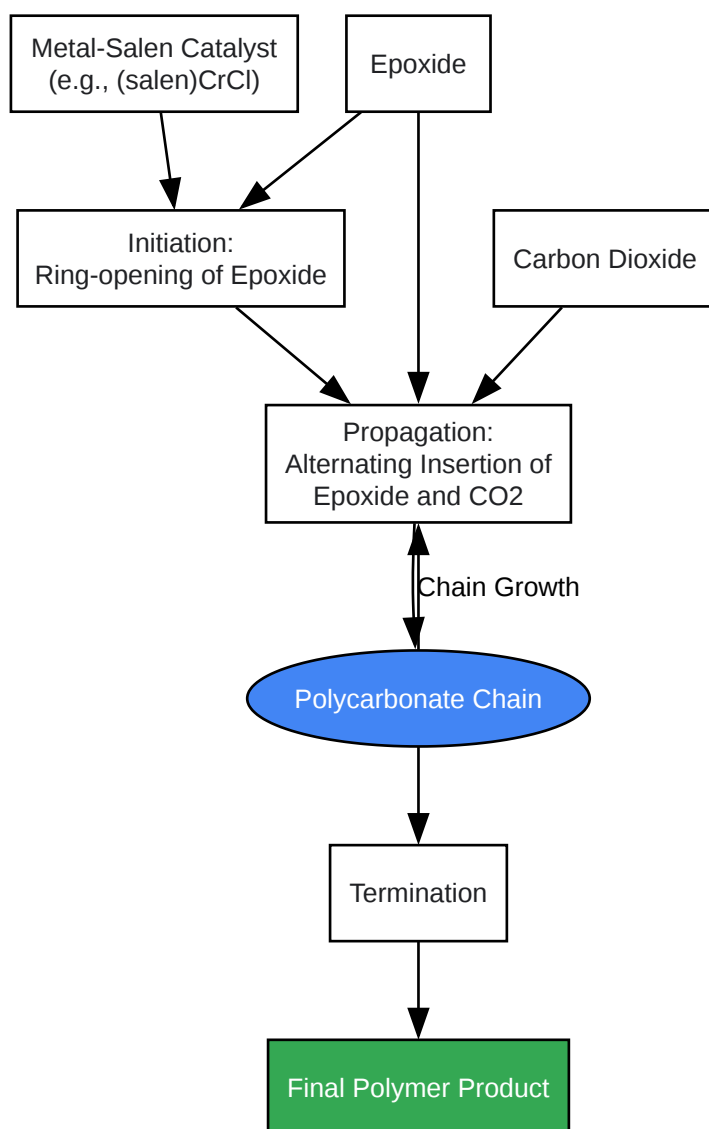 Metal-Salen Catalyst
(e.g., (salen)CrCl)
Epoxide
Initiation:
Ring-opening of Epoxide
Carbon Dioxide
Propagation:
Alternating Insertion of
Epoxide and CO2
Chain Growth
Polycarbonate Chain
Termination
Final Polymer Product